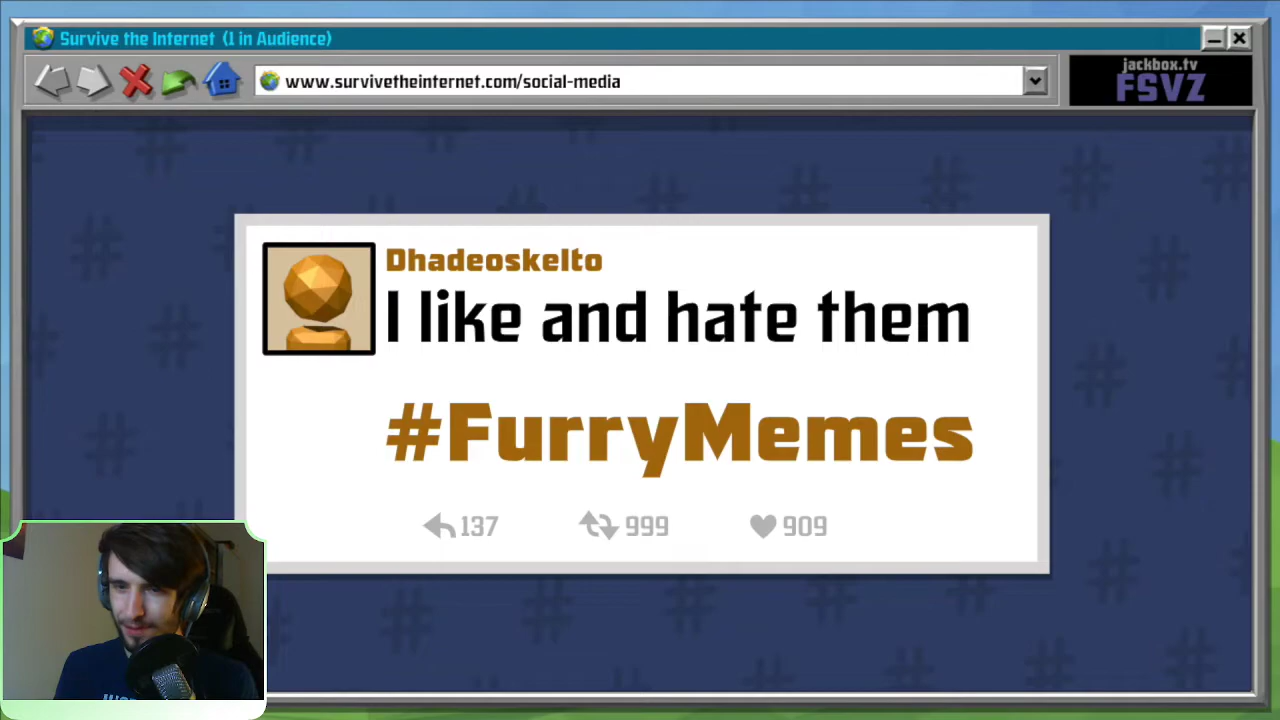 Survive the Internet (1 in Audience)
www.survivetheinternet.com/social-media
jackbox.tv
FSVZ
Dhadeoskelto
I like and hate them
#FurryMemes
137 999 909